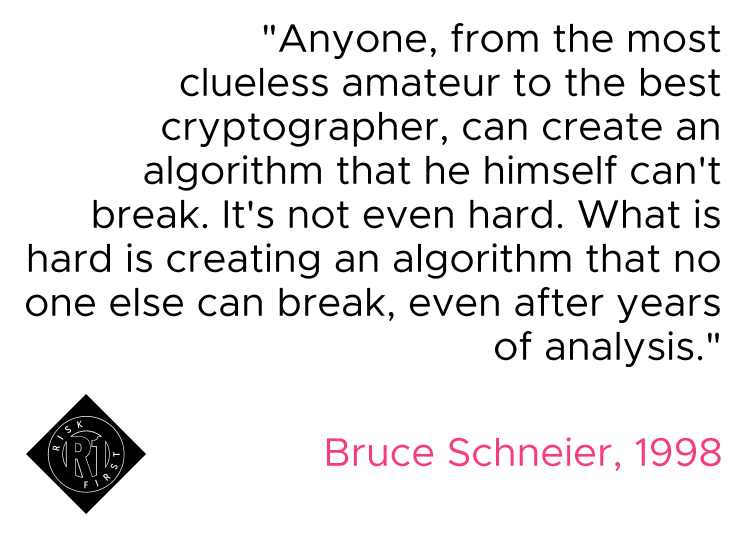 "Anyone, from the most
clueless amateur to the best
cryptographer, can create an
algorithm that he himself can't
break. It's not even hard. What is
hard is creating an algorithm that no
one else can break, even after years
of analysis."
RISK
R1
FIRST
Bruce Schneier, 1998